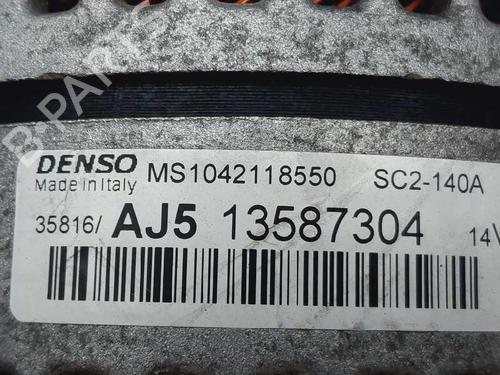 B-PARTS
DENSO MS1042118550 SC2-140A
Made in Italy
35816/ AJ5 13587304 14V